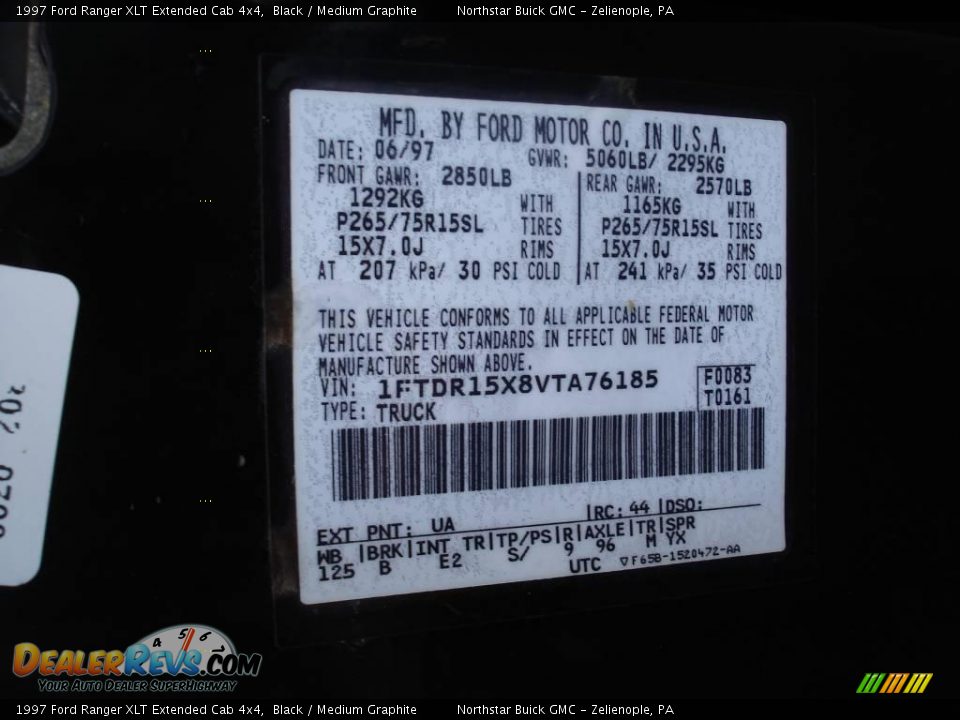 1997 Ford Ranger XLT Extended Cab 4x4, Black / Medium Graphite Northstar Buick GMC - Zelienople, PA
MFD. BY FORD MOTOR CO. IN U.S.A.
DATE: 06/97 GVWR: 5060LB/ 2295KG
FRONT GAWR: 2850LB REAR GAWR: 2570LB
1292KG WITH 1165KG WITH
P265/75R15SL TIRES P265/75R15SL TIRES
15X7.0J RIMS 15X7.0J RIMS
AT 207 kPa/ 30 PSI COLD AT 241 kPa/ 35 PSI COLD
THIS VEHICLE CONFORMS TO ALL APPLICABLE FEDERAL MOTOR
VEHICLE SAFETY STANDARDS IN EFFECT ON THE DATE OF
MANUFACTURE SHOWN ABOVE.
VIN: 1FTDR15X8VTA76185 F0083
TYPE: TRUCK T0161
EXT PNT: UA RC: 44 DSO:
WB BRK INT TR TP/PS R AXLE TR SPR
125 B E2 S/ 9 96 M YX
UTC ▽F65B-1520472-AA
4 5 6
DealerRevs.com
Your Auto Dealer SuperHighway
1997 Ford Ranger XLT Extended Cab 4x4, Black / Medium Graphite Northstar Buick GMC - Zelienople, PA